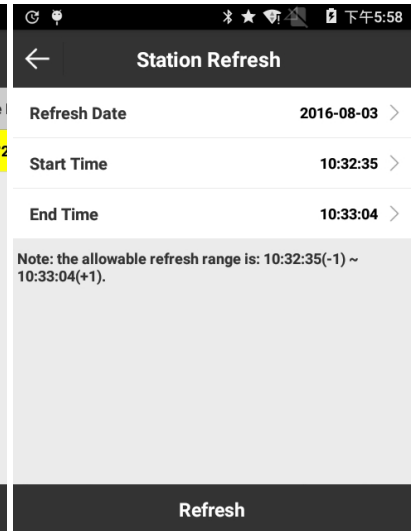 下午5:58
Station Refresh
Refresh Date 2016-08-03
Start Time 10:32:35
End Time 10:33:04
Note: the allowable refresh range is: 10:32:35(-1) ~
10:33:04(+1).
Refresh